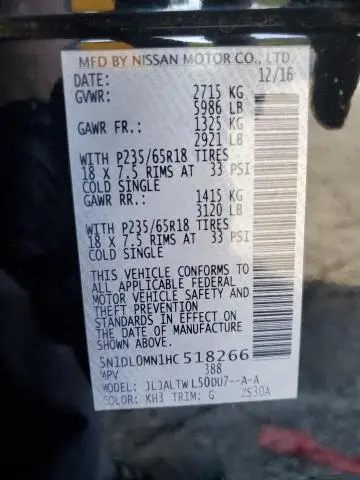 MFD BY NISSAN MOTOR CO., LTD.
DATE: 12/16
GVWR: 2715 KG
5986 LB
GAWR FR.: 1325 KG
2921 LB
WITH P235/65R18 TIRES
18 X 7.5 RIMS AT 33 PSI
COLD SINGLE
GAWR RR.: 1415 KG
3120 LB
WITH P235/65R18 TIRES
18 X 7.5 RIMS AT 33 PSI
COLD SINGLE
THIS VEHICLE CONFORMS TO
ALL APPLICABLE FEDERAL
MOTOR VEHICLE SAFETY AND
THEFT PREVENTION
STANDARDS IN EFFECT ON
THE DATE OF MANUFACTURE
SHOWN ABOVE.
5N1DL0MN1HC518266
MPV 388
MODEL: JLJALTWL50DU7--A-A
COLOR: KH3 TRIM: G 2S30A